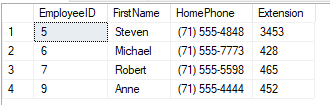 EmployeeID FirstName HomePhone Extension
1 5 Steven (71) 555-4848 3453
2 6 Michael (71) 555-7773 428
3 7 Robert (71) 555-5598 465
4 9 Anne (71) 555-4444 452